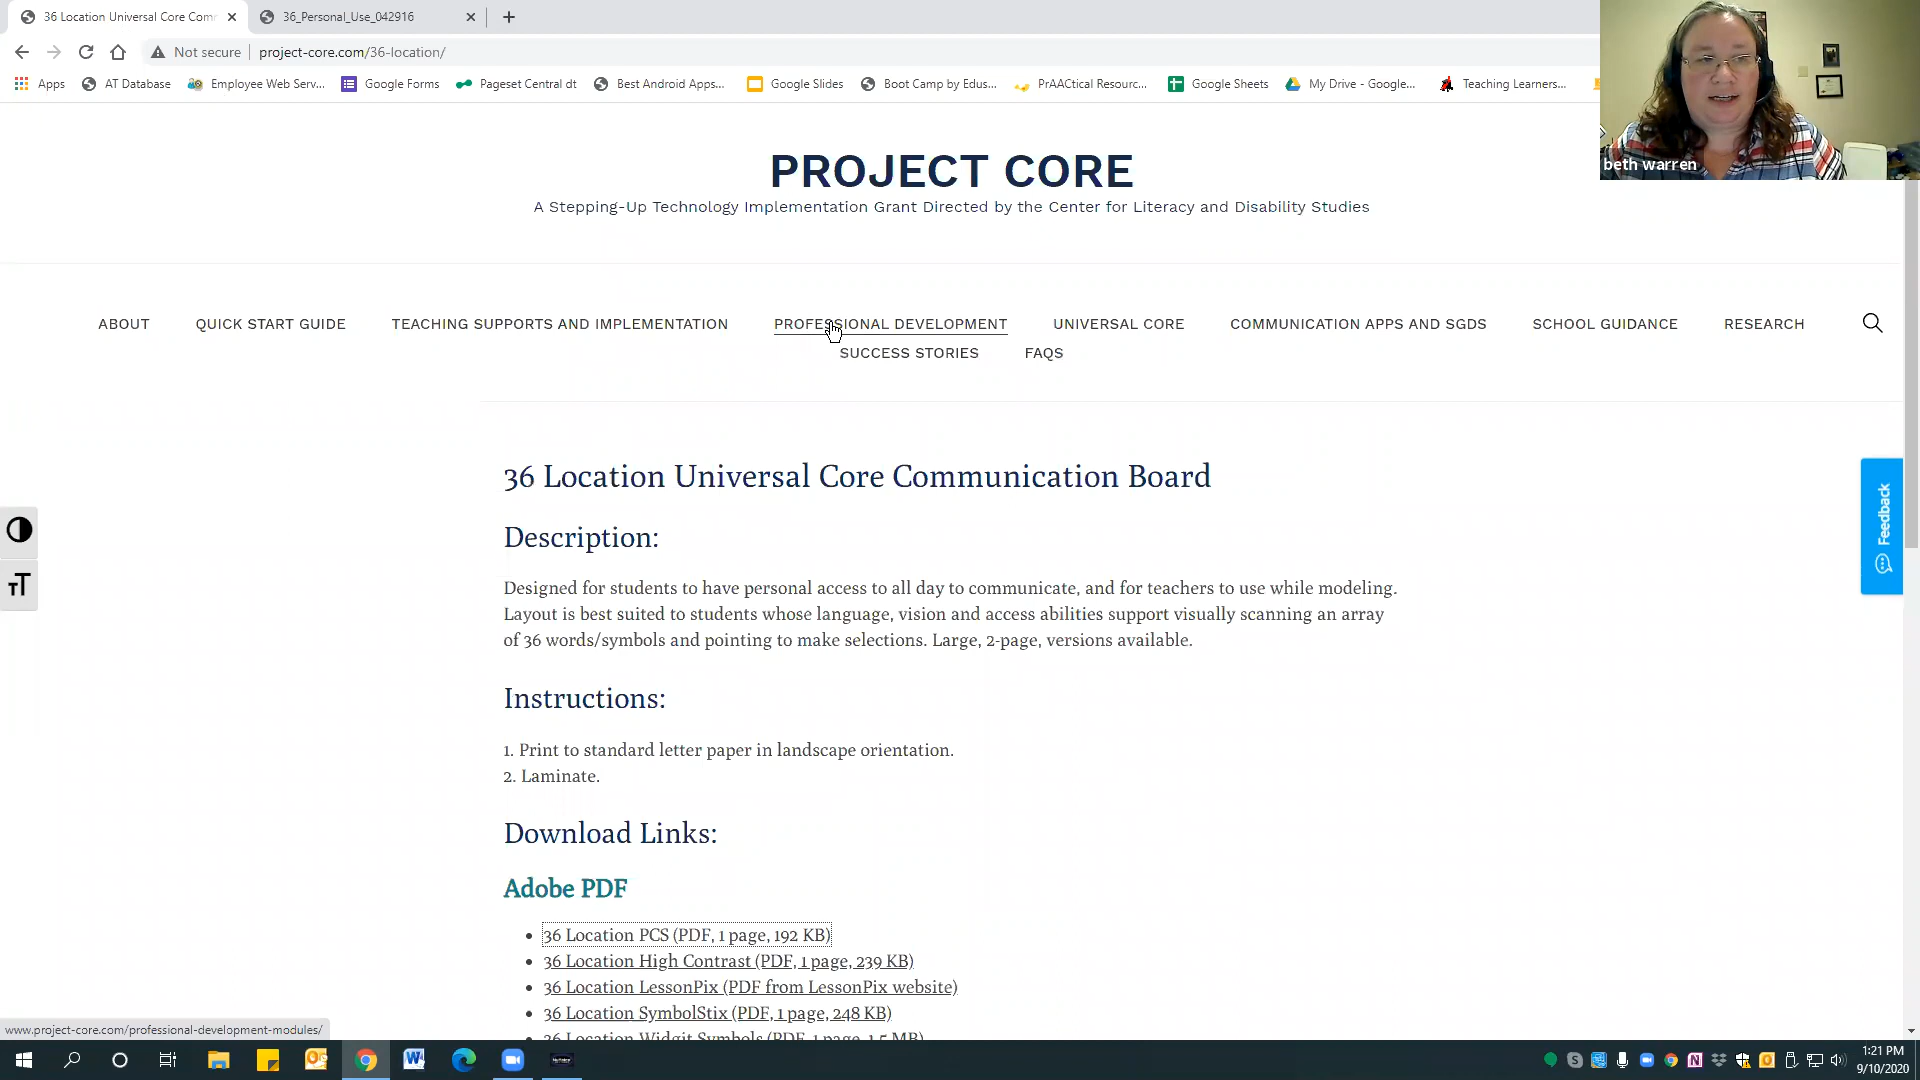 36 Location Universal Core Com
36_Personal_Use_042916
Not secure
project-core.com/36-location/
Apps
AT Database
Employee Web Serv...
Google Forms
Pageset Central dt
Best Android Apps...
Google Slides
Boot Camp by Edus...
PrAACtical Resourc...
Google Sheets
My Drive - Google...
Teaching Learners...
beth warren
PROJECT CORE
A Stepping-Up Technology Implementation Grant Directed by the Center for Literacy and Disability Studies
ABOUT
QUICK START GUIDE
TEACHING SUPPORTS AND IMPLEMENTATION
PROFESSIONAL DEVELOPMENT
UNIVERSAL CORE
COMMUNICATION APPS AND SGDS
SCHOOL GUIDANCE
RESEARCH
SUCCESS STORIES
FAQS
36 Location Universal Core Communication Board
Description:
Designed for students to have personal access to all day to communicate, and for teachers to use while modeling.
Layout is best suited to students whose language, vision and access abilities support visually scanning an array
of 36 words/symbols and pointing to make selections. Large, 2-page, versions available.
Feedback
Instructions:
1. Print to standard letter paper in landscape orientation.
2. Laminate.
Download Links:
Adobe PDF
36 Location PCS (PDF, 1 page, 192 KB)
36 Location High Contrast (PDF, 1 page, 239 KB)
36 Location LessonPix (PDF from LessonPix website)
36 Location SymbolStix (PDF, 1 page, 248 KB)
36 Location Widgit Symbols (PDF, 1 page, 1.5 MB)
www.project-core.com/professional-development-modules/
1:21 PM
9/10/2020